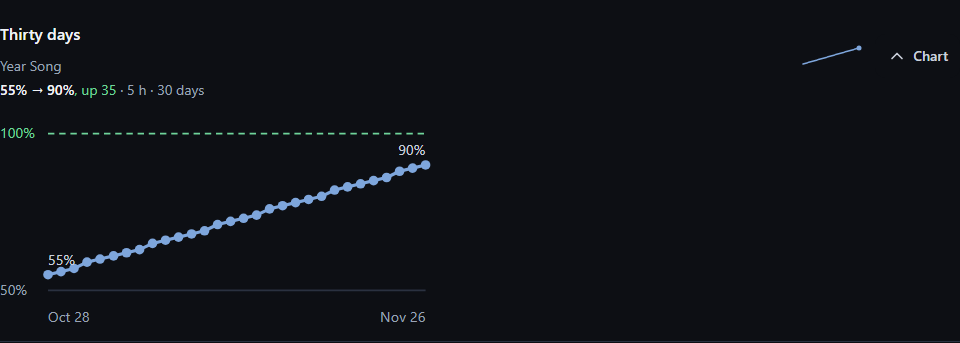 Thirty days
Year Song
55% → 90%, up 35 · 5 h · 30 days
Chart
100%
90%
55%
50%
Oct 28
Nov 26